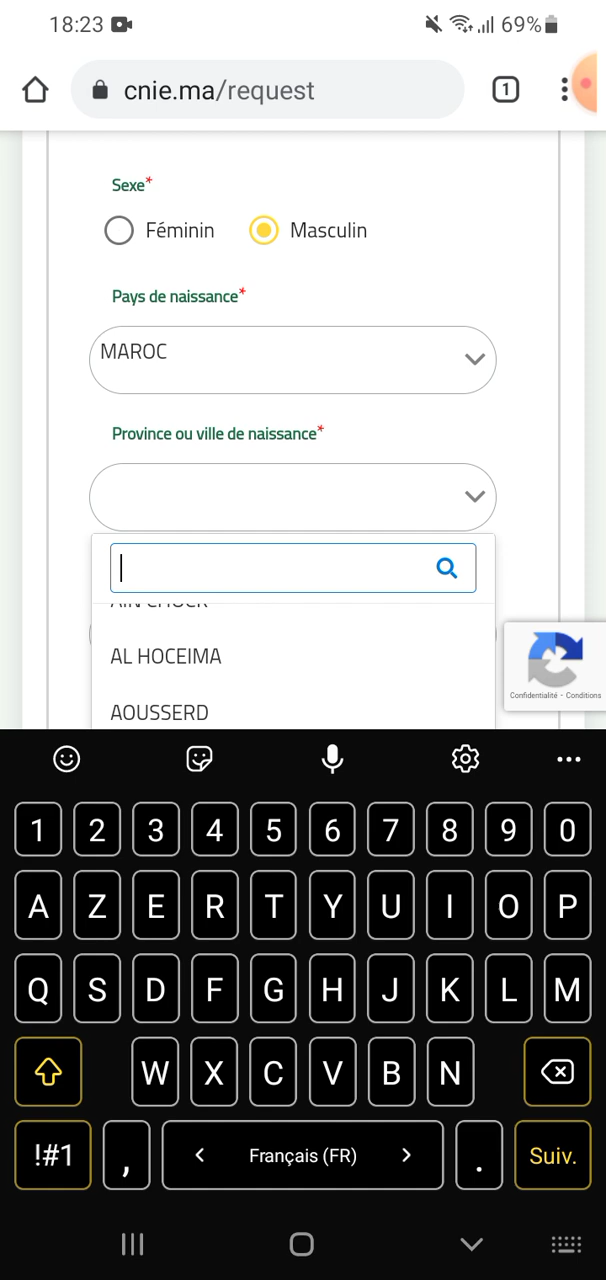 18:23 69%
cnie.ma/request 1
Sexe*
Féminin Masculin
Pays de naissance*
MAROC
Province ou ville de naissance*
AIN CHOCK
AL HOCEIMA
AOUSSERD
Confidentialité - Conditions
1 2 3 4 5 6 7 8 9 0
A Z E R T Y U I O P
Q S D F G H J K L M
W X C V B N
!#1 , < Français (FR) > . Suiv.